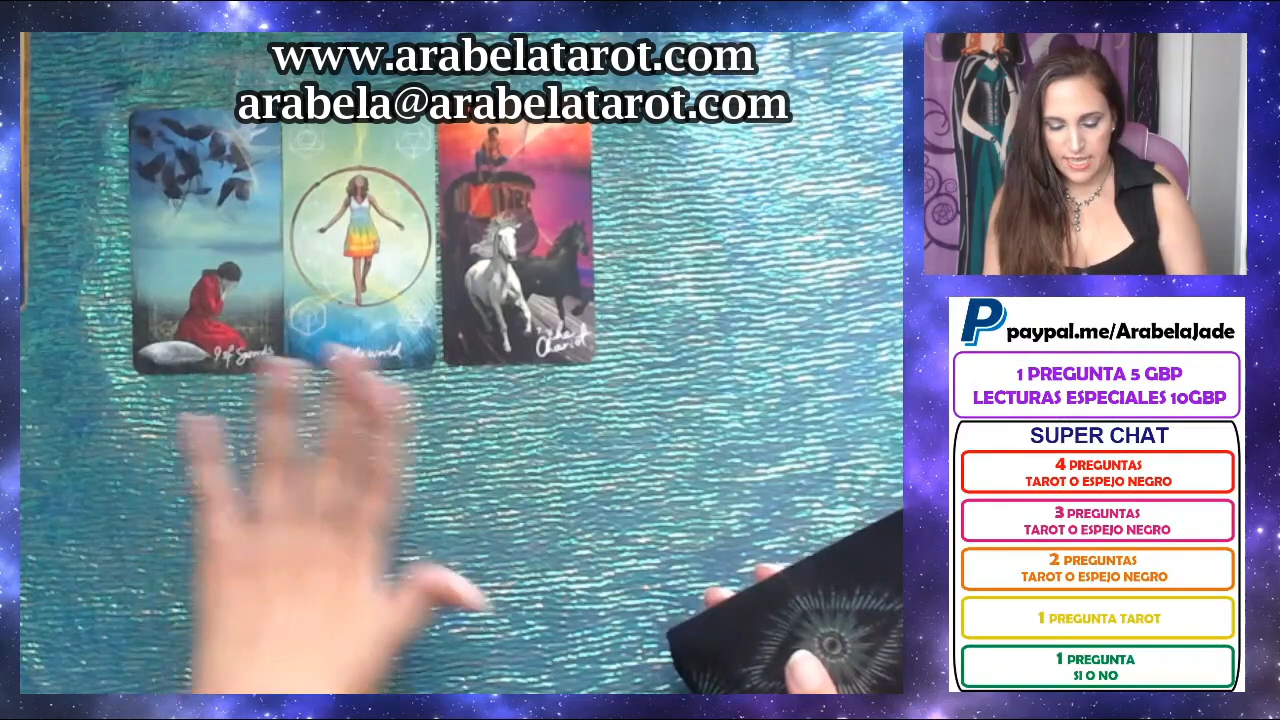 www.arabelatarot.com
arabela@arabelatarot.com
9 of Swords
The world
The Chariot
paypal.me/ArabelaJade
1 PREGUNTA 5 GBP
LECTURAS ESPECIALES 10GBP
SUPER CHAT
4 PREGUNTAS
TAROT O ESPEJO NEGRO
3 PREGUNTAS
TAROT O ESPEJO NEGRO
2 PREGUNTAS
TAROT O ESPEJO NEGRO
1 PREGUNTA TAROT
1 PREGUNTA
SI O NO